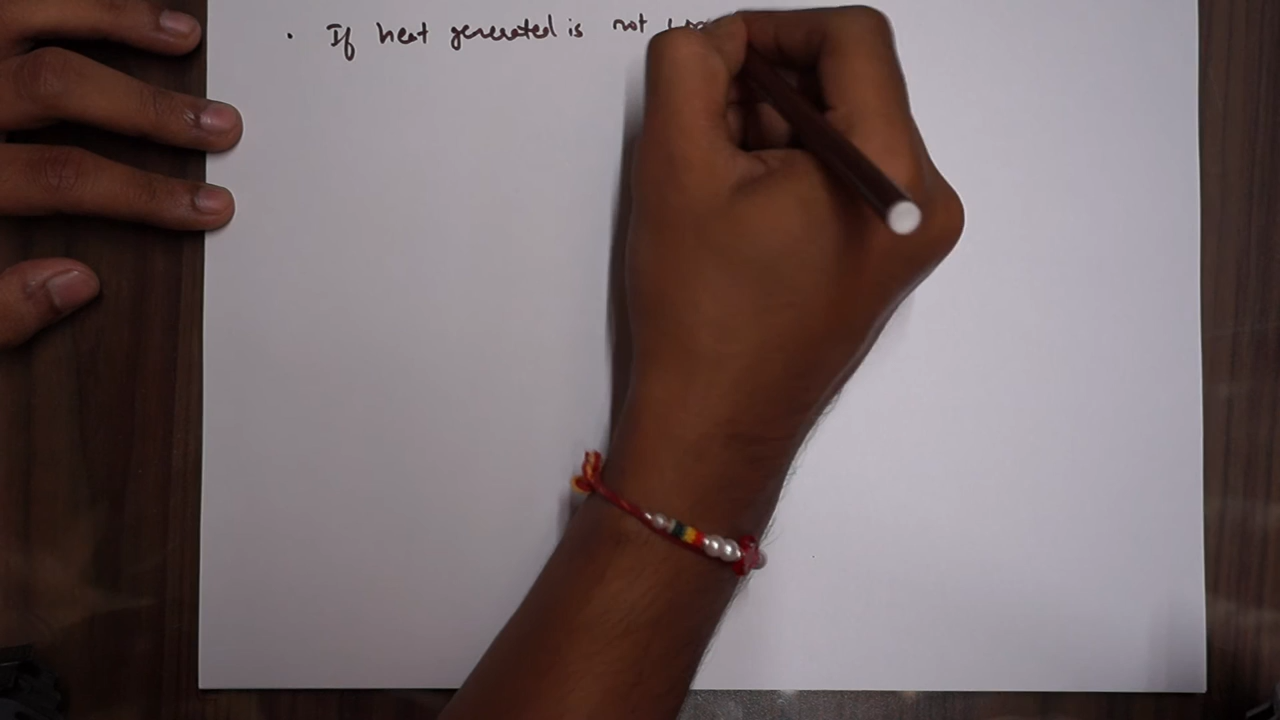 . If heat generated is not